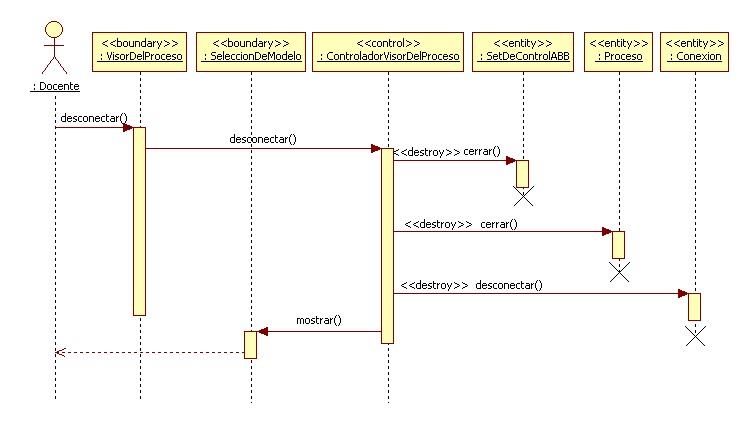 <<boundary>>
: VisorDelProceso
<<boundary>>
: SeleccionDeModelo
<<control>>
: ControladorVisorDelProceso
<<entity>>
: SetDeControlABB
<<entity>>
: Proceso
<<entity>>
: Conexion
: Docente
desconectar()
desconectar()
<<destroy>> cerrar()
<<destroy>> cerrar()
<<destroy>> desconectar()
mostrar()